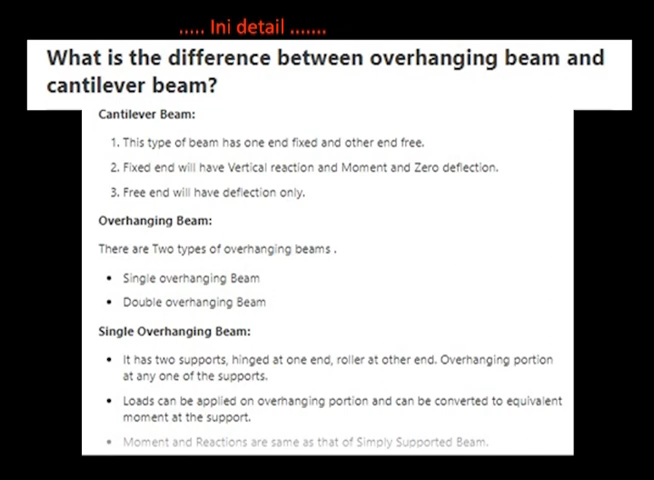 ..... Ini detail .......
What is the difference between overhanging beam and
cantilever beam?
Cantilever Beam:
1. This type of beam has one end fixed and other end free.
2. Fixed end will have Vertical reaction and Moment and Zero deflection.
3. Free end will have deflection only.
Overhanging Beam:
There are Two types of overhanging beams .
• Single overhanging Beam
• Double overhanging Beam
Single Overhanging Beam:
• It has two supports, hinged at one end, roller at other end. Overhanging portion
at any one of the supports.
• Loads can be applied on overhanging portion and can be converted to equivalent
moment at the support.
• Moment and Reactions are same as that of Simply Supported Beam.